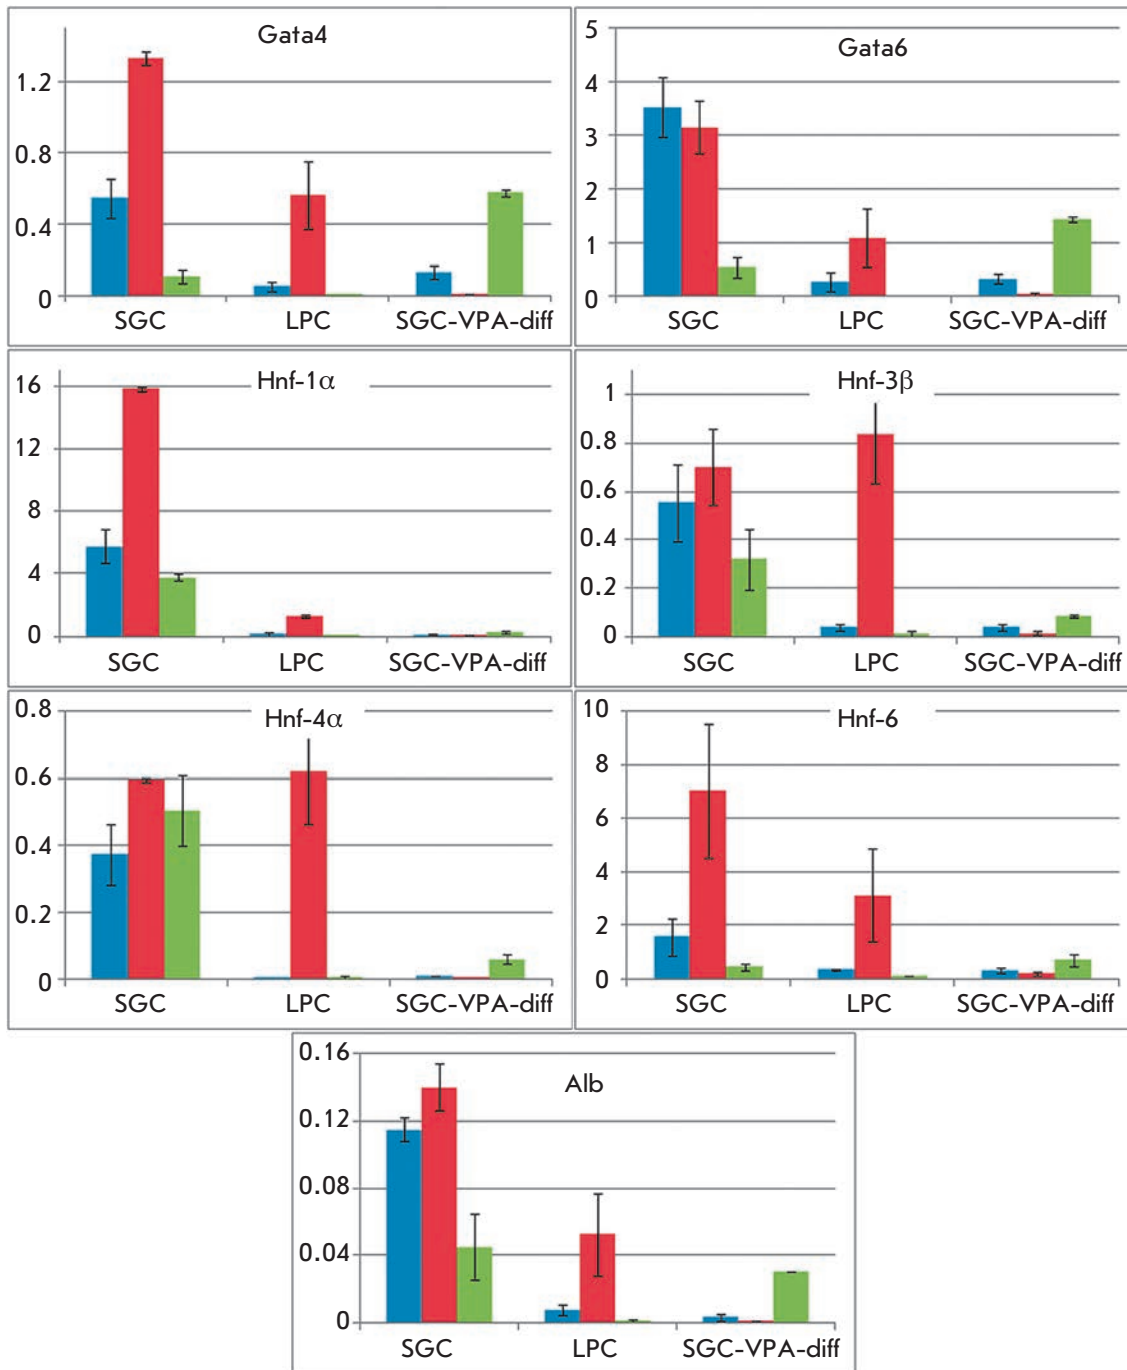 Gata4
1.2
0.8
0.4
0
SGC LPC SGC-VPA-diff
Gata6
5
4
3
2
1
0
SGC LPC SGC-VPA-diff
Hnf-1α
16
12
8
4
0
SGC LPC SGC-VPA-diff
Hnf-3β
1
0.8
0.6
0.4
0.2
0
SGC LPC SGC-VPA-diff
Hnf-4α
0.8
0.6
0.4
0.2
0
SGC LPC SGC-VPA-diff
Hnf-6
10
8
6
4
2
0
SGC LPC SGC-VPA-diff
Alb
0.16
0.12
0.08
0.04
0
SGC LPC SGC-VPA-diff